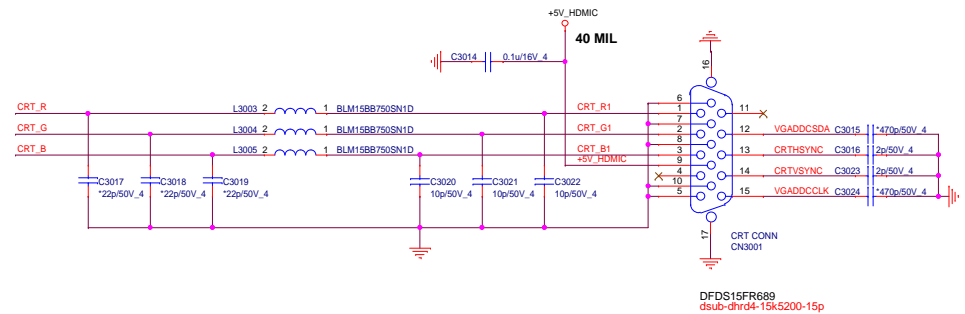 +5V_HDMIC
40 MIL
C3014 0.1u/16V_4
16
CRT_R L3003 2 1 BLM15BB750SN1D CRT_R1 6 1 11
CRT_G L3004 2 1 BLM15BB750SN1D CRT_G1 7 2 12 VGADDCSDA C3015 *470p/50V_4
CRT_B L3005 2 1 BLM15BB750SN1D CRT_B1 8 3 13 CRTHSYNC C3016 2p/50V_4
+5V_HDMIC 9
4 14 CRTVSYNC C3023 2p/50V_4
10
5 15 VGADDCCLK C3024 *470p/50V_4
C3017 C3018 C3019 C3020 C3021 C3022
*22p/50V_4 *22p/50V_4 *22p/50V_4 10p/50V_4 10p/50V_4 10p/50V_4
17
CRT CONN
CN3001
DFDS15FR689
dsub-dhrd4-15k5200-15p